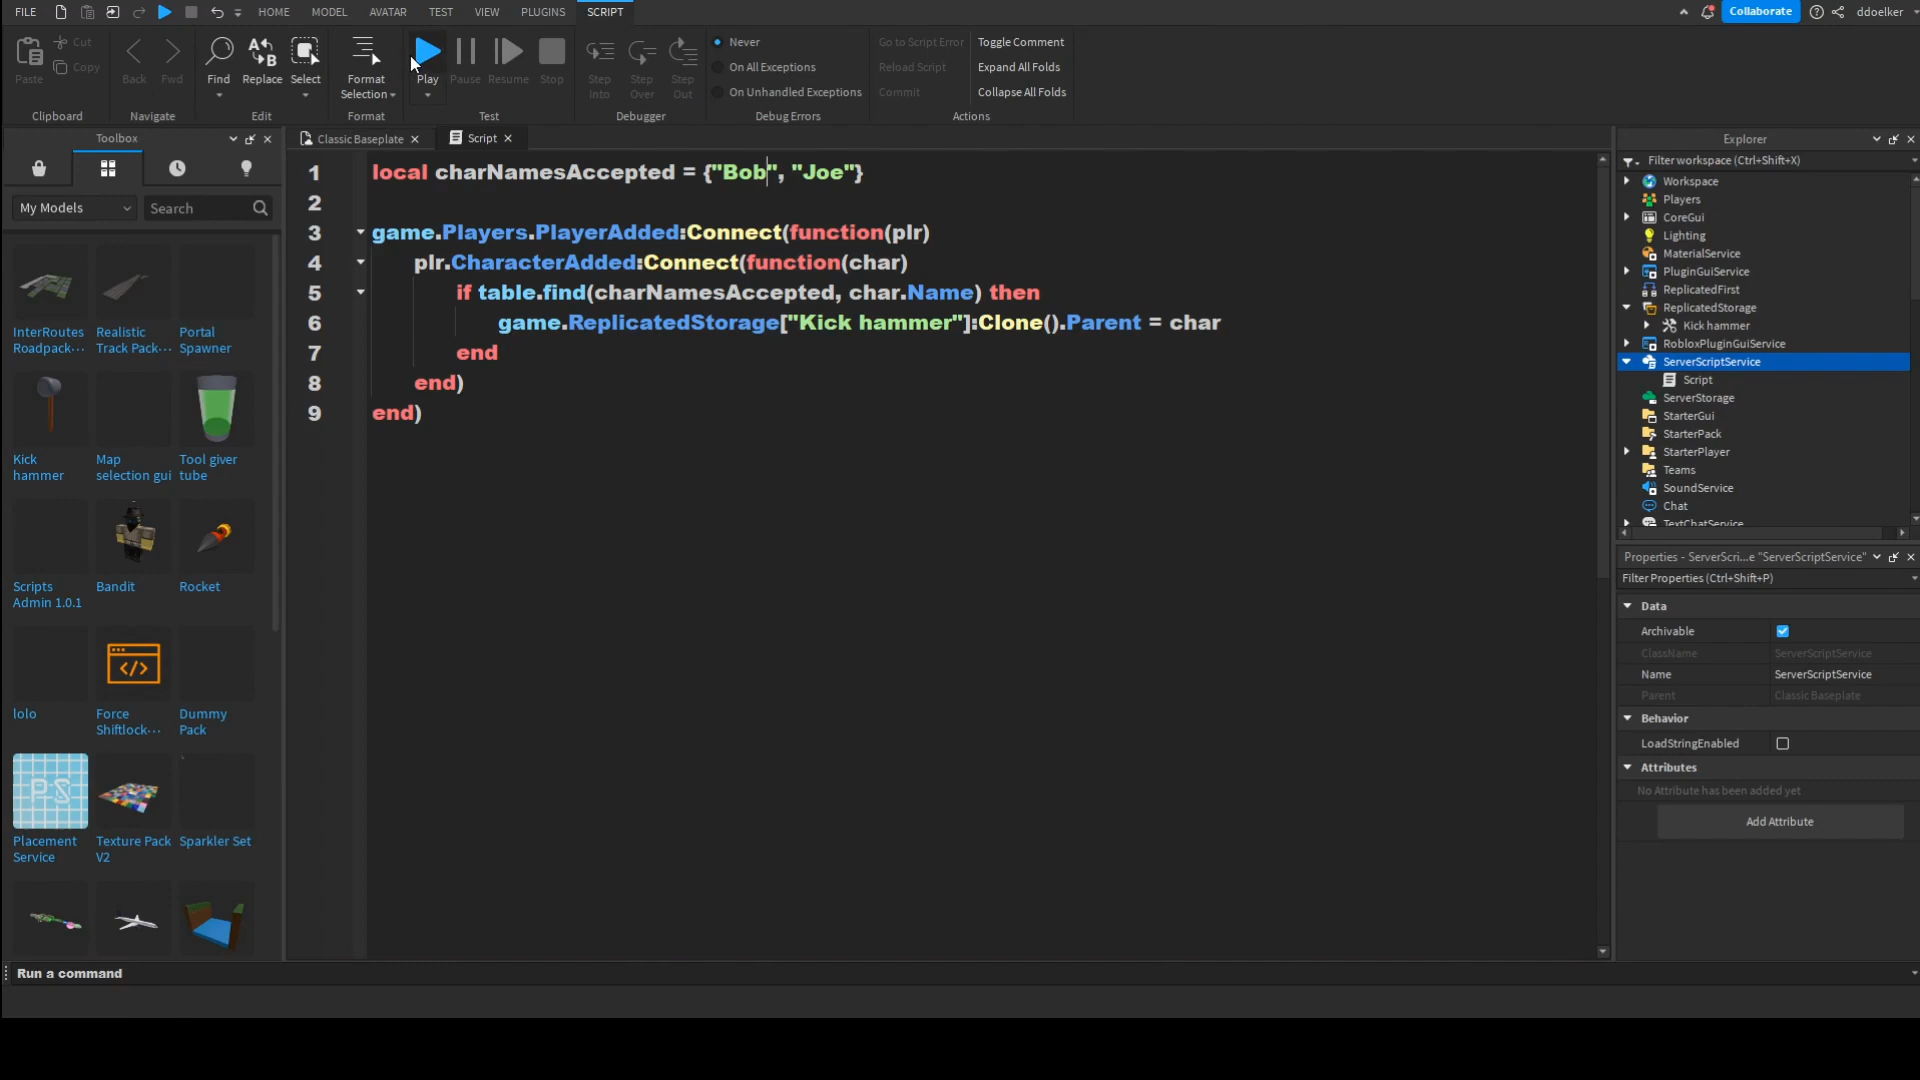 FILE HOME MODEL AVATAR TEST VIEW PLUGINS SCRIPT Collaborate ddoelker
Cut Never Go to Script Error Toggle Comment
Copy On All Exceptions Reload Script Expand All Folds
Paste Back Fwd Find Replace Select Format Selection Play Pause Resume Stop Step Into Step Over Step Out
On Unhandled Exceptions Commit Collapse All Folds
Clipboard Navigate Edit Format Test Debugger Debug Errors Actions
Toolbox
My Models Search
InterRoutes Roadpack···
Realistic Track Pack···
Portal Spawner
Kick hammer
Map selection gui
Tool giver tube
Scripts Admin 1.0.1
Bandit
Rocket
lolo
Force Shiftlock···
Dummy Pack
PS
Placement Service
Texture Pack V2
Sparkler Set
Classic Baseplate Script
1 local charNamesAccepted = {"Bob", "Joe"}
2
3 game.Players.PlayerAdded:Connect(function(plr)
4 plr.CharacterAdded:Connect(function(char)
5 if table.find(charNamesAccepted, char.Name) then
6 game.ReplicatedStorage["Kick hammer"]:Clone().Parent = char
7 end
8 end)
9 end)
Explorer
Filter workspace (Ctrl+Shift+X)
Workspace
Players
CoreGui
Lighting
MaterialService
PluginGuiService
ReplicatedFirst
ReplicatedStorage
Kick hammer
RobloxPluginGuiService
ServerScriptService
Script
ServerStorage
StarterGui
StarterPack
StarterPlayer
Teams
SoundService
Chat
TextChatService
Properties - ServerScri...e "ServerScriptService"
Filter Properties (Ctrl+Shift+P)
Data
Archivable
ClassName ServerScriptService
Name ServerScriptService
Parent Classic Baseplate
Behavior
LoadStringEnabled
Attributes
No Attribute has been added yet
Add Attribute
Run a command